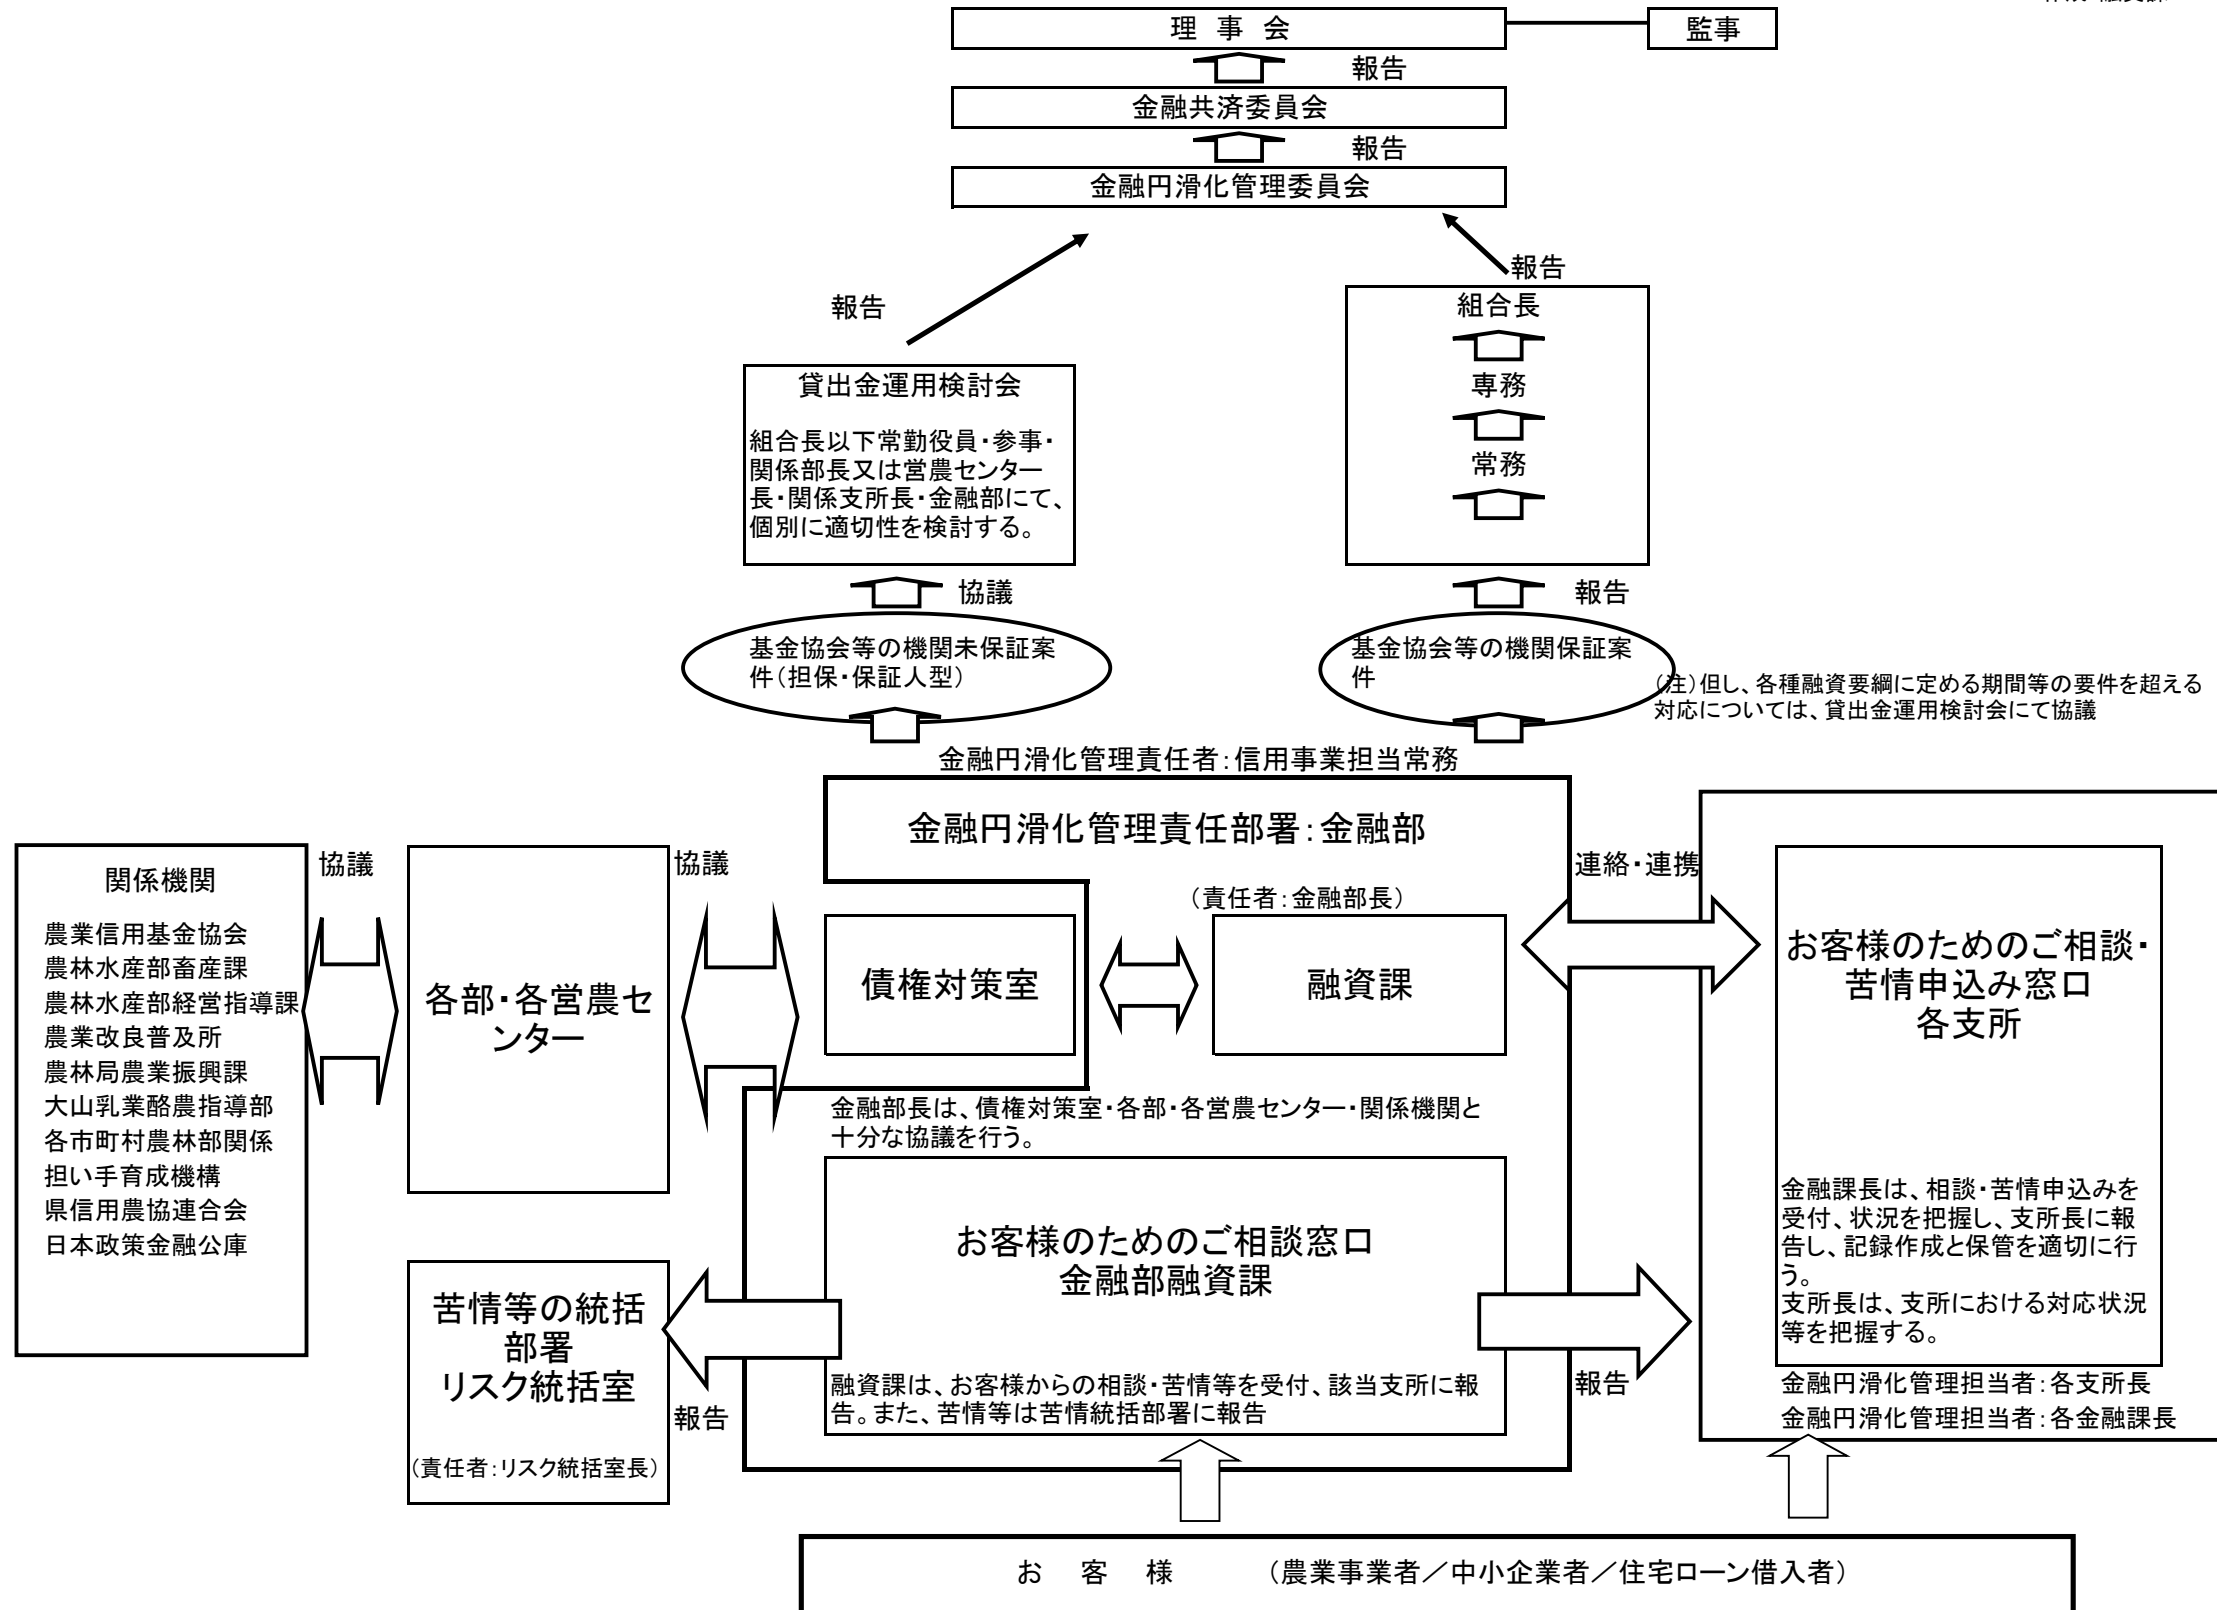 理 事 会
監事
報告
金融共済委員会
報告
金融円滑化管理委員会
報告
報告
組合長
専務
常務
貸出金運用検討会
組合長以下常勤役員・参事・
関係部長又は営農センター
長・関係支所長・金融部にて、
個別に適切性を検討する。
協議
報告
基金協会等の機関未保証案
件(担保・保証人型)
基金協会等の機関保証案
件
(注)但し、各種融資要綱に定める期間等の要件を超える
対応については、貸出金運用検討会にて協議
金融円滑化管理責任者:信用事業担当常務
金融円滑化管理責任部署:金融部
関係機関
農業信用基金協会
農林水産部畜産課
農林水産部経営指導課
農業改良普及所
農林局農業振興課
大山乳業酪農指導部
各市町村農林部関係
担い手育成機構
県信用農協連合会
日本政策金融公庫
協議
各部・各営農セ
ンター
協議
債権対策室
(責任者:金融部長)
融資課
連絡・連携
お客様のためのご相談・
苦情申込み窓口
各支所
金融課長は、相談・苦情申込みを
受付、状況を把握し、支所長に報
告し、記録作成と保管を適切に行
う。
支所長は、支所における対応状況
等を把握する。
金融円滑化管理担当者:各支所長
金融円滑化管理担当者:各金融課長
金融部長は、債権対策室・各部・各営農センター・関係機関と
十分な協議を行う。
お客様のためのご相談窓口
金融部融資課
融資課は、お客様からの相談・苦情等を受付、該当支所に報
告。また、苦情等は苦情統括部署に報告
報告
苦情等の統括
部署
リスク統括室
(責任者:リスク統括室長)
報告
お 客 様 (農業事業者/中小企業者/住宅ローン借入者)